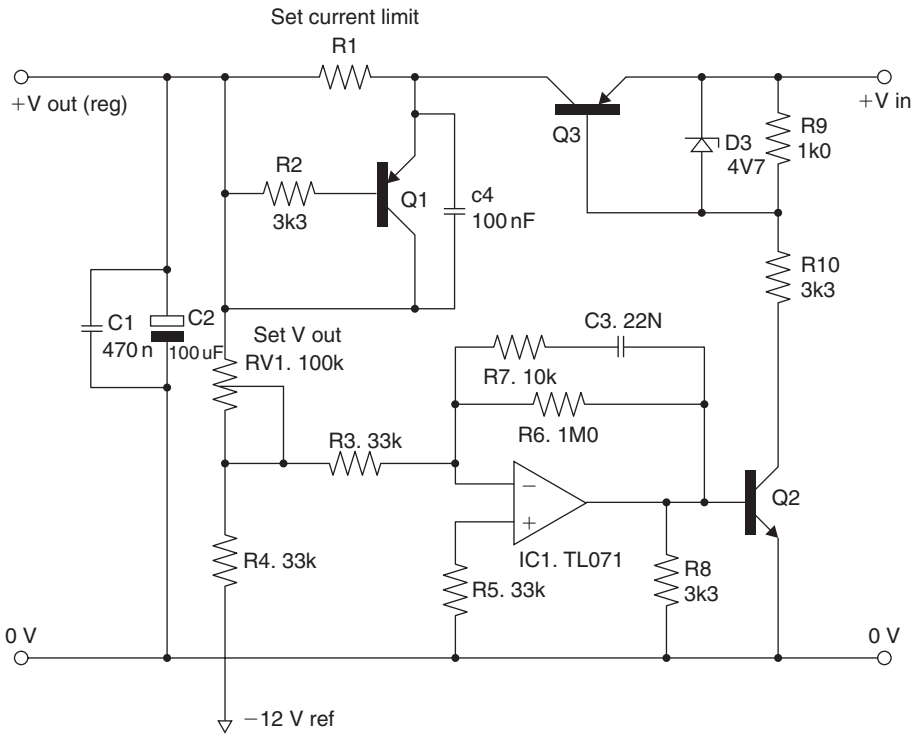 Set current limit
R1
+V out (reg)
+V in
Q3
D3
4V7
R9
1k0
R2
3k3
Q1
c4
100 nF
R10
3k3
C1
470 n
C2
100 uF
Set V out
RV1. 100k
C3. 22N
R7. 10k
R6. 1M0
R3. 33k
−
+
IC1. TL071
Q2
R4. 33k
R5. 33k
R8
3k3
0 V
0 V
−12 V ref